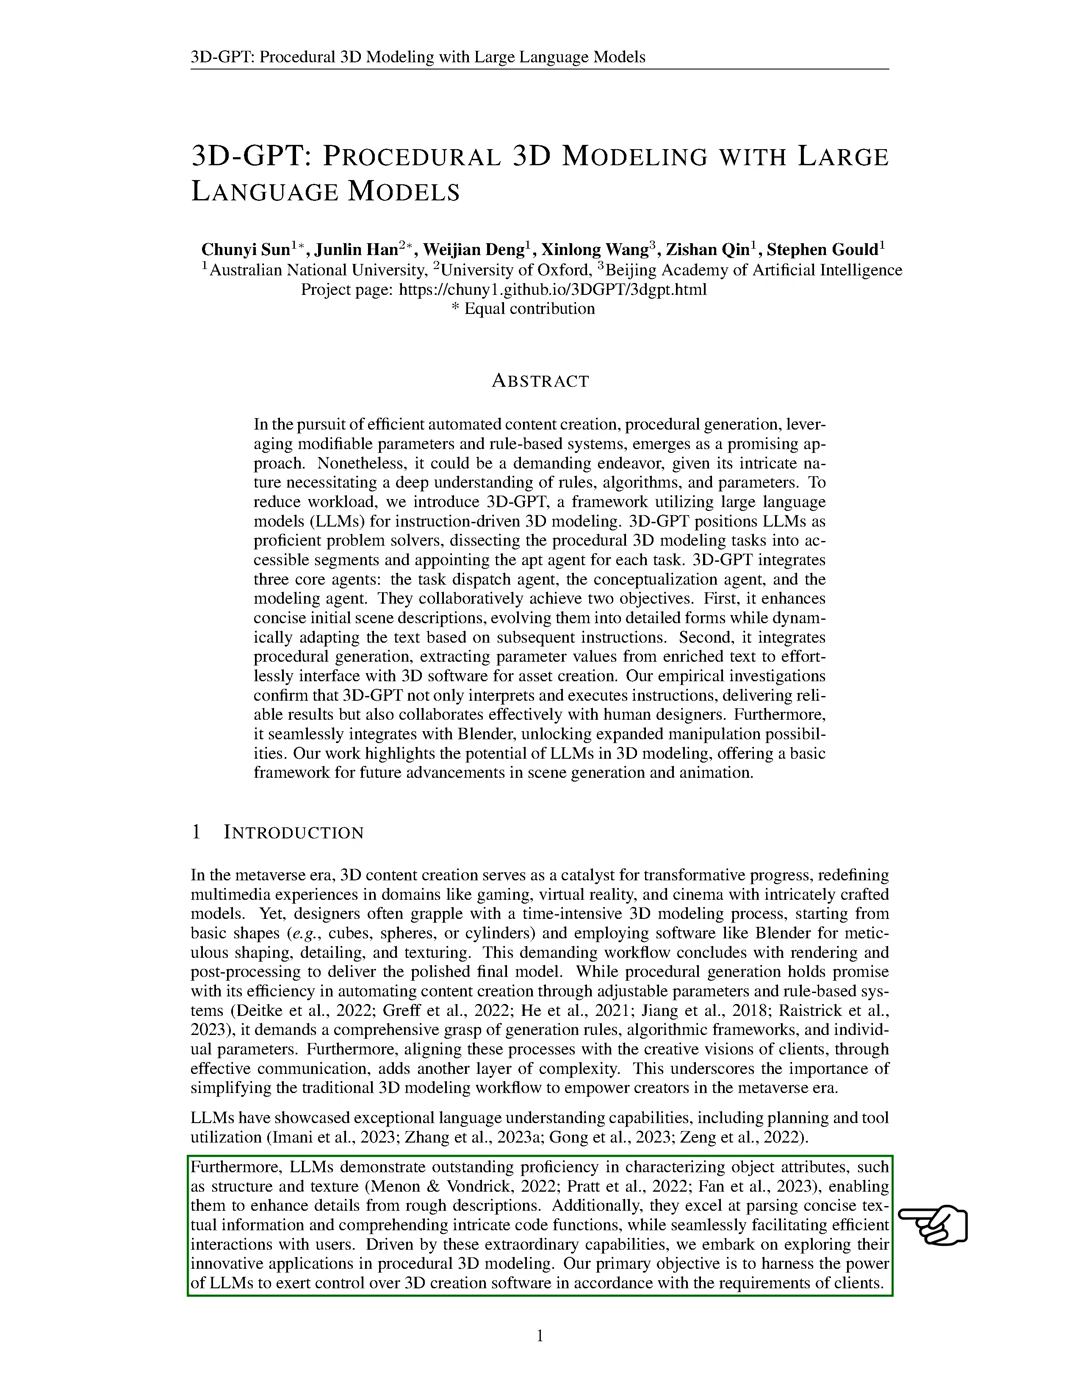 3D-GPT: Procedural 3D Modeling with Large Language Models
3D-GPT: PROCEDURAL 3D MODELING WITH LARGE
LANGUAGE MODELS
Chunyi Sun1*, Junlin Han2*, Weijian Deng1, Xinlong Wang3, Zishan Qin1, Stephen Gould1
1Australian National University, 2University of Oxford, 3Beijing Academy of Artificial Intelligence
Project page: https://chuny1.github.io/3DGPT/3dgpt.html
* Equal contribution
ABSTRACT
In the pursuit of efficient automated content creation, procedural generation, lever-
aging modifiable parameters and rule-based systems, emerges as a promising ap-
proach. Nonetheless, it could be a demanding endeavor, given its intricate na-
ture necessitating a deep understanding of rules, algorithms, and parameters. To
reduce workload, we introduce 3D-GPT, a framework utilizing large language
models (LLMs) for instruction-driven 3D modeling. 3D-GPT positions LLMs as
proficient problem solvers, dissecting the procedural 3D modeling tasks into ac-
cessible segments and appointing the apt agent for each task. 3D-GPT integrates
three core agents: the task dispatch agent, the conceptualization agent, and the
modeling agent. They collaboratively achieve two objectives. First, it enhances
concise initial scene descriptions, evolving them into detailed forms while dynam-
ically adapting the text based on subsequent instructions. Second, it integrates
procedural generation, extracting parameter values from enriched text to effort-
lessly interface with 3D software for asset creation. Our empirical investigations
confirm that 3D-GPT not only interprets and executes instructions, delivering reli-
able results but also collaborates effectively with human designers. Furthermore,
it seamlessly integrates with Blender, unlocking expanded manipulation possibil-
ities. Our work highlights the potential of LLMs in 3D modeling, offering a basic
framework for future advancements in scene generation and animation.
1 INTRODUCTION
In the metaverse era, 3D content creation serves as a catalyst for transformative progress, redefining
multimedia experiences in domains like gaming, virtual reality, and cinema with intricately crafted
models. Yet, designers often grapple with a time-intensive 3D modeling process, starting from
basic shapes (e.g., cubes, spheres, or cylinders) and employing software like Blender for metic-
ulous shaping, detailing, and texturing. This demanding workflow concludes with rendering and
post-processing to deliver the polished final model. While procedural generation holds promise
with its efficiency in automating content creation through adjustable parameters and rule-based sys-
tems (Deitke et al., 2022; Greff et al., 2022; He et al., 2021; Jiang et al., 2018; Raistrick et al.,
2023), it demands a comprehensive grasp of generation rules, algorithmic frameworks, and individ-
ual parameters. Furthermore, aligning these processes with the creative visions of clients, through
effective communication, adds another layer of complexity. This underscores the importance of
simplifying the traditional 3D modeling workflow to empower creators in the metaverse era.
LLMs have showcased exceptional language understanding capabilities, including planning and tool
utilization (Imani et al., 2023; Zhang et al., 2023a; Gong et al., 2023; Zeng et al., 2022).
Furthermore, LLMs demonstrate outstanding proficiency in characterizing object attributes, such
as structure and texture (Menon & Vondrick, 2022; Pratt et al., 2022; Fan et al., 2023), enabling
them to enhance details from rough descriptions. Additionally, they excel at parsing concise tex-
tual information and comprehending intricate code functions, while seamlessly facilitating efficient
interactions with users. Driven by these extraordinary capabilities, we embark on exploring their
innovative applications in procedural 3D modeling. Our primary objective is to harness the power
of LLMs to exert control over 3D creation software in accordance with the requirements of clients.
1